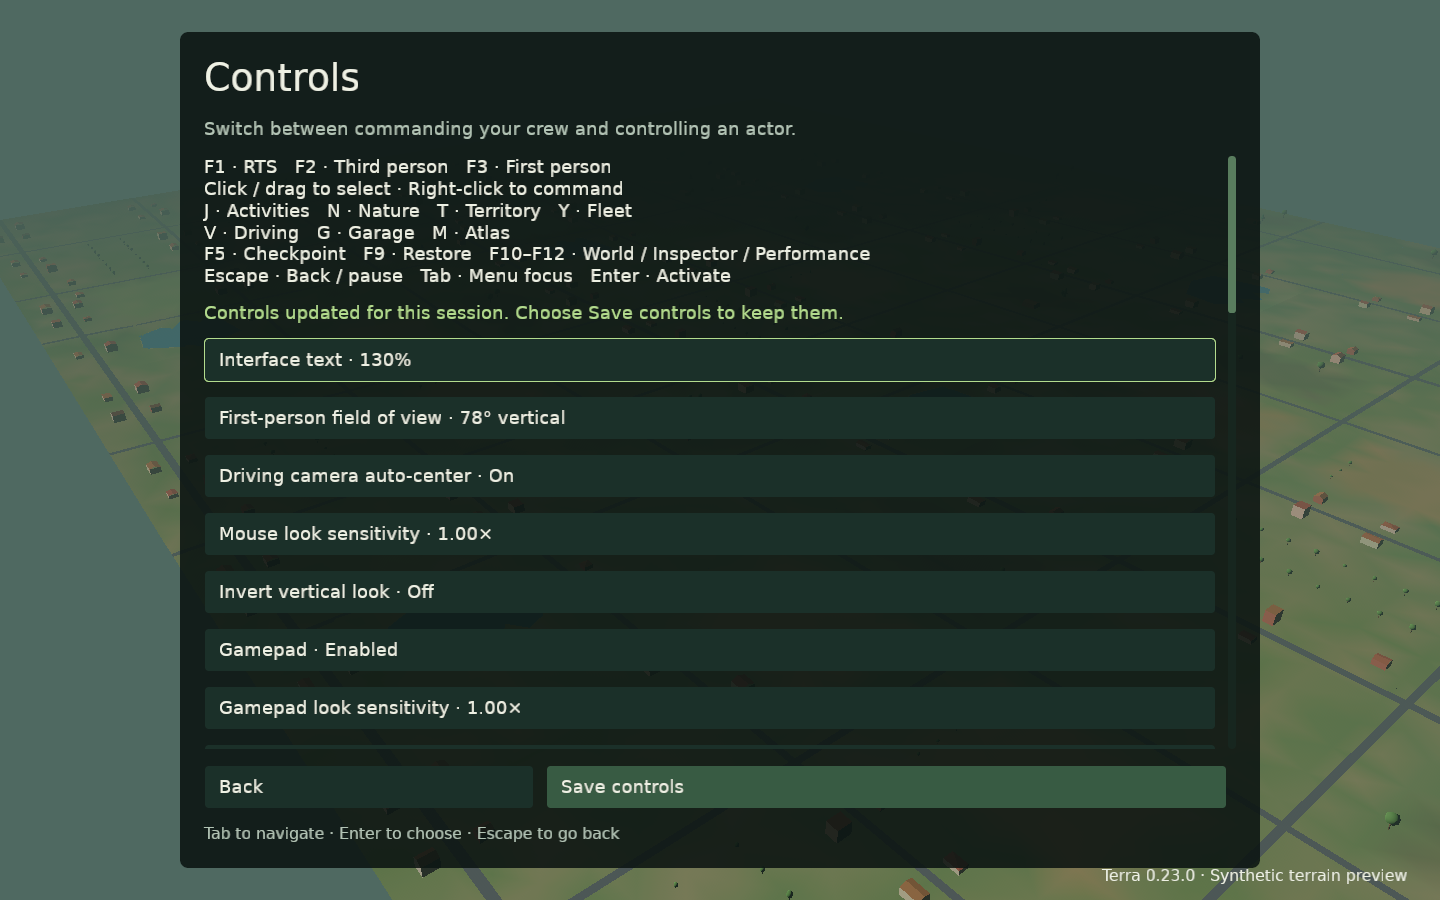 Controls
Switch between commanding your crew and controlling an actor.
F1 · RTS   F2 · Third person   F3 · First person
Click / drag to select · Right-click to command
J · Activities   N · Nature   T · Territory   Y · Fleet
V · Driving   G · Garage   M · Atlas
F5 · Checkpoint   F9 · Restore   F10–F12 · World / Inspector / Performance
Escape · Back / pause   Tab · Menu focus   Enter · Activate
Controls updated for this session. Choose Save controls to keep them.
Interface text · 130%
First-person field of view · 78° vertical
Driving camera auto-center · On
Mouse look sensitivity · 1.00×
Invert vertical look · Off
Gamepad · Enabled
Gamepad look sensitivity · 1.00×
Back
Save controls
Tab to navigate · Enter to choose · Escape to go back
Terra 0.23.0 · Synthetic terrain preview